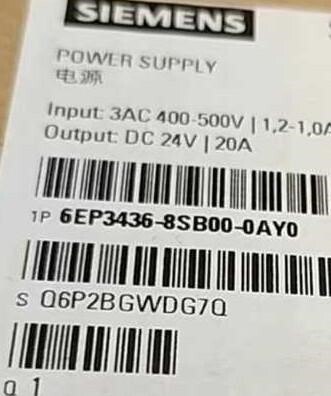 SIEMENS
POWER SUPPLY
电源
Input: 3AC 400-500V | 1,2-1,0A
Output: DC 24V | 20A
1P 6EP3436-8SB00-0AY0
S Q6P2BGWDG7Q
Q 1